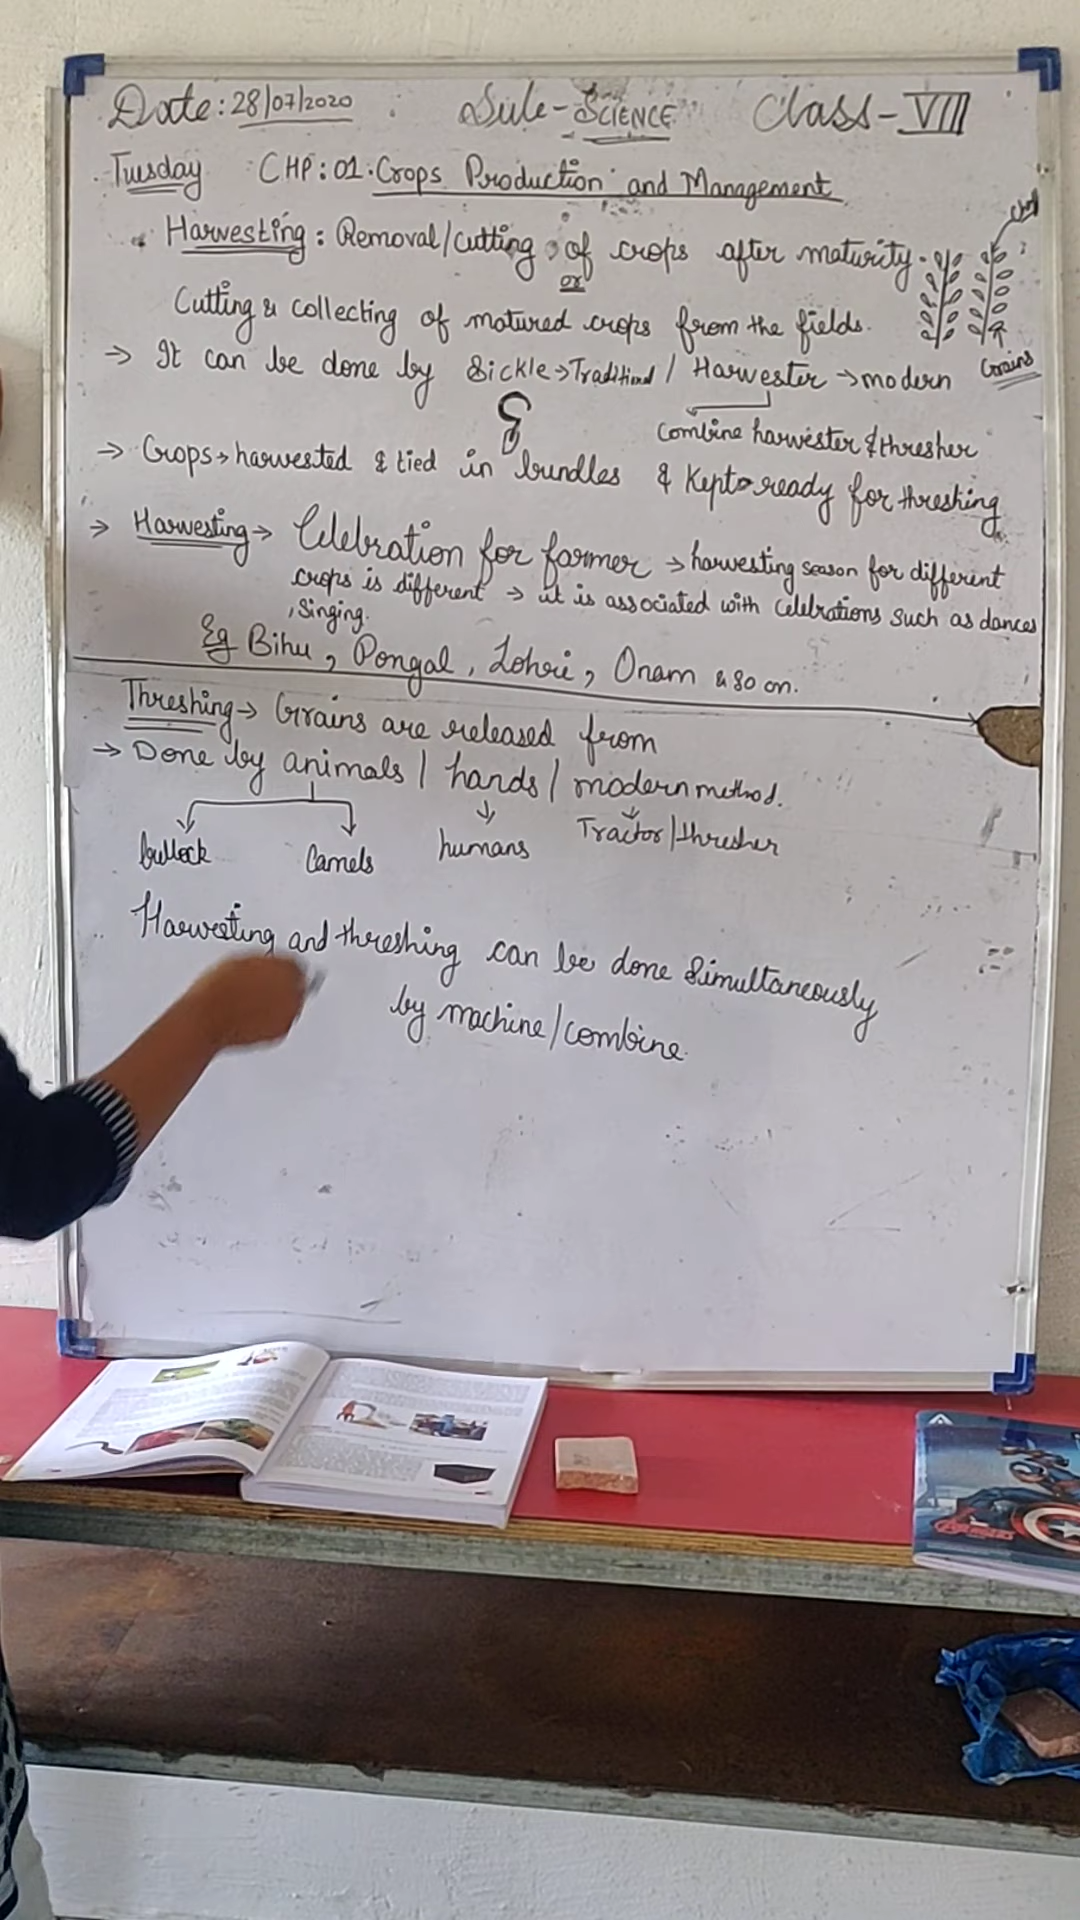 Date: 28/07/2020 Sub - SCIENCE Class - VIII
Tuesday CHP: 01. Crops Production and Management
Harvesting: Removal/cutting of crops after maturity.
or
Cutting & collecting of matured crops from the fields.
Grains
→ It can be done by Sickle → Traditional / Harvester → modern
Combine harvester & thresher
→ Crops → harvested & tied in bundles & Kept ready for threshing
→ Harvesting → Celebration for farmer → harvesting season for different
crops is different → it is associated with celebrations such as dances
, singing.
Eg Bihu, Pongal, Lohri, Onam & so on.
Threshing → Grains are released from
→ Done by animals / hands / modern method.
bullock Camels humans Tractor/thresher
Harvesting and threshing can be done simultaneously
by machine/combine.